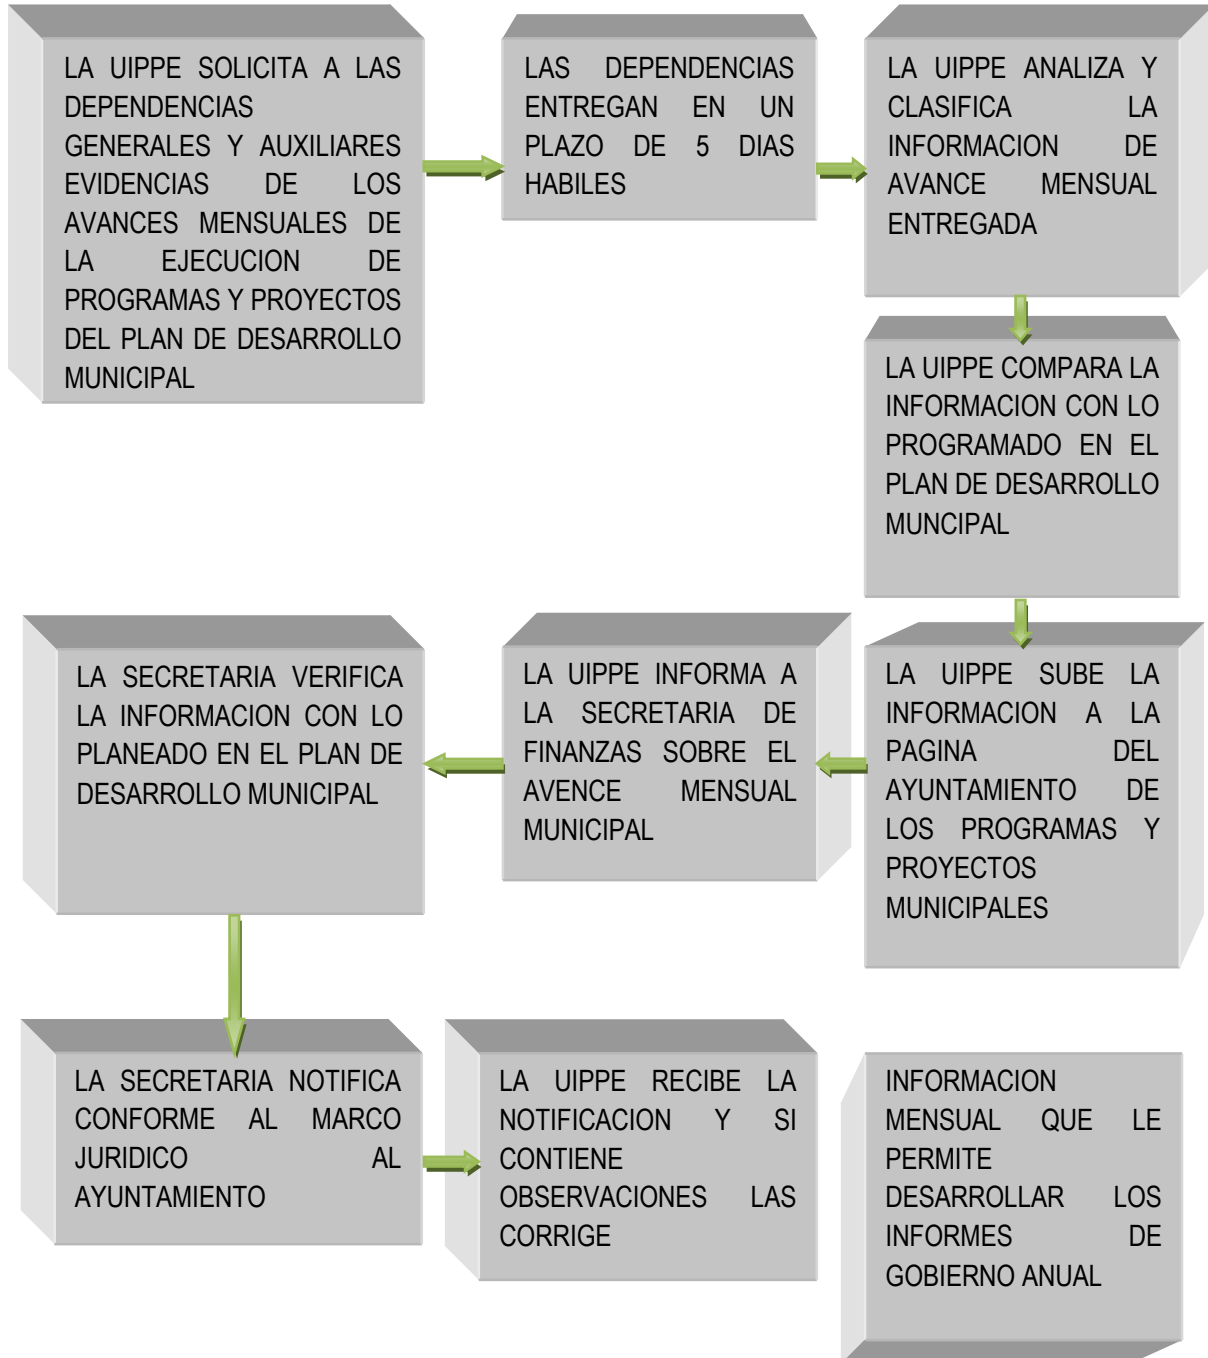 LA UIPPE SOLICITA A LAS
DEPENDENCIAS
GENERALES Y AUXILIARES
EVIDENCIAS DE LOS
AVANCES MENSUALES DE
LA EJECUCION DE
PROGRAMAS Y PROYECTOS
DEL PLAN DE DESARROLLO
MUNICIPAL
LAS DEPENDENCIAS
ENTREGAN EN UN
PLAZO DE 5 DIAS
HABILES
LA UIPPE ANALIZA Y
CLASIFICA LA
INFORMACION DE
AVANCE MENSUAL
ENTREGADA
LA UIPPE COMPARA LA
INFORMACION CON LO
PROGRAMADO EN EL
PLAN DE DESARROLLO
MUNCIPAL
LA UIPPE SUBE LA
INFORMACION A LA
PAGINA DEL
AYUNTAMIENTO DE
LOS PROGRAMAS Y
PROYECTOS
MUNICIPALES
LA UIPPE INFORMA A
LA SECRETARIA DE
FINANZAS SOBRE EL
AVENCE MENSUAL
MUNICIPAL
LA SECRETARIA VERIFICA
LA INFORMACION CON LO
PLANEADO EN EL PLAN DE
DESARROLLO MUNICIPAL
LA SECRETARIA NOTIFICA
CONFORME AL MARCO
JURIDICO AL
AYUNTAMIENTO
LA UIPPE RECIBE LA
NOTIFICACION Y SI
CONTIENE
OBSERVACIONES LAS
CORRIGE
INFORMACION
MENSUAL QUE LE
PERMITE
DESARROLLAR LOS
INFORMES DE
GOBIERNO ANUAL